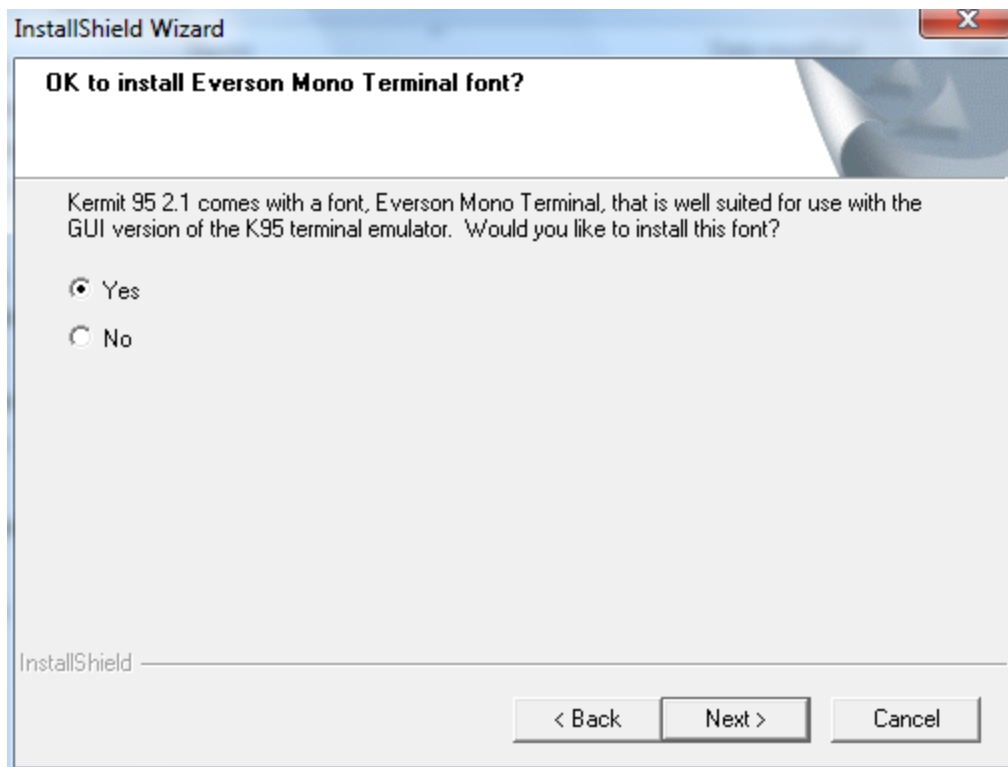 InstallShield Wizard
X
OK to install Everson Mono Terminal font?
Kermit 95 2.1 comes with a font, Everson Mono Terminal, that is well suited for use with the
GUI version of the K95 terminal emulator.  Would you like to install this font?
Yes
No
InstallShield
< Back
Next >
Cancel